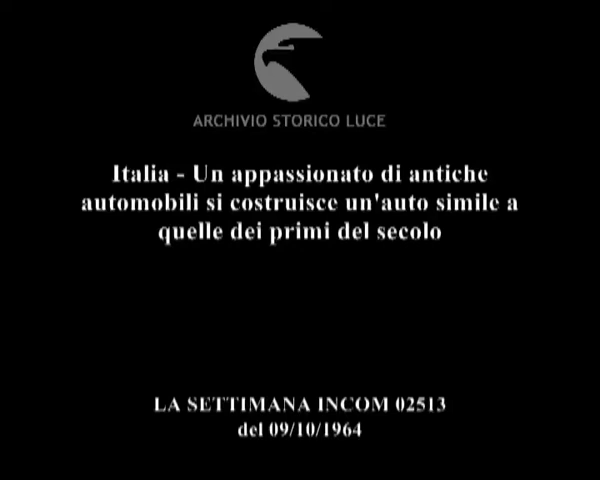 ARCHIVIO STORICO LUCE
Italia - Un appassionato di antiche
automobili si costruisce un'auto simile a
quelle dei primi del secolo
LA SETTIMANA INCOM 02513
del 09/10/1964